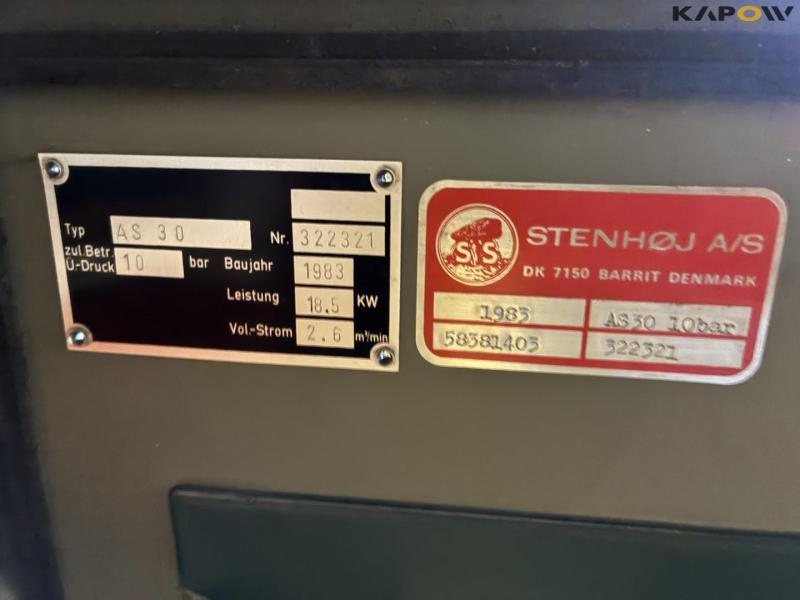 KAPOW
Typ AS 30 Nr. 322321
zul. Betr.
Ü-Druck 10 bar Baujahr 1983
Leistung 18.5 KW
Vol.-Strom 2.6 m³/min
SIS
STENHØJ A/S
DK 7150 BARRIT DENMARK
1983 AS30 10bar
58381403 322321